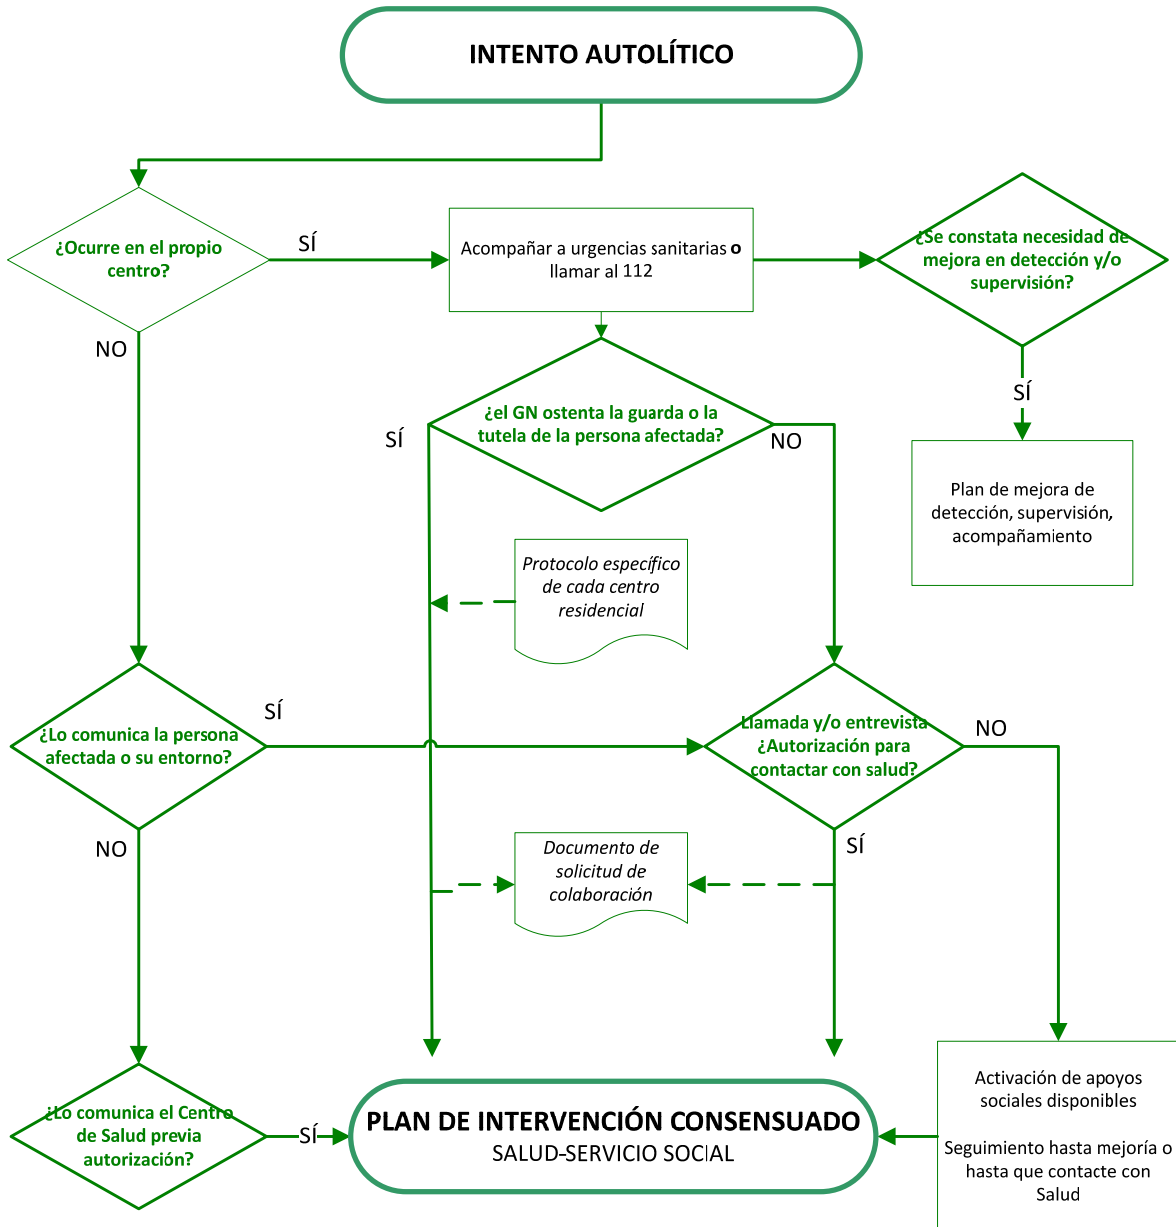 INTENTO AUTOLÍTICO
¿Ocurre en el propio
centro?
SÍ
NO
Acompañar a urgencias sanitarias o
llamar al 112
¿Se constata necesidad de
mejora en detección y/o
supervisión?
SÍ
Plan de mejora de
detección, supervisión,
acompañamiento
¿el GN ostenta la guarda o la
tutela de la persona afectada?
SÍ
NO
Protocolo específico
de cada centro
residencial
¿Lo comunica la persona
afectada o su entorno?
SÍ
NO
Llamada y/o entrevista
¿Autorización para
contactar con salud?
NO
SÍ
Documento de
solicitud de
colaboración
¿Lo comunica el Centro
de Salud previa
autorización?
SÍ
PLAN DE INTERVENCIÓN CONSENSUADO
SALUD-SERVICIO SOCIAL
Activación de apoyos
sociales disponibles
Seguimiento hasta mejoría o
hasta que contacte con
Salud